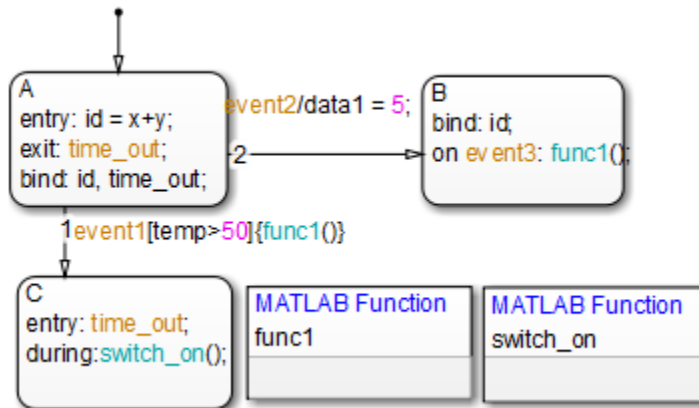 A
entry: id = x+y;
exit: time_out;
bind: id, time_out;
event2/data1 = 5;
2
B
bind: id;
on event3: func1();
1event1[temp>50]{func1()}
C
entry: time_out;
during:switch_on();
MATLAB Function
func1
MATLAB Function
switch_on